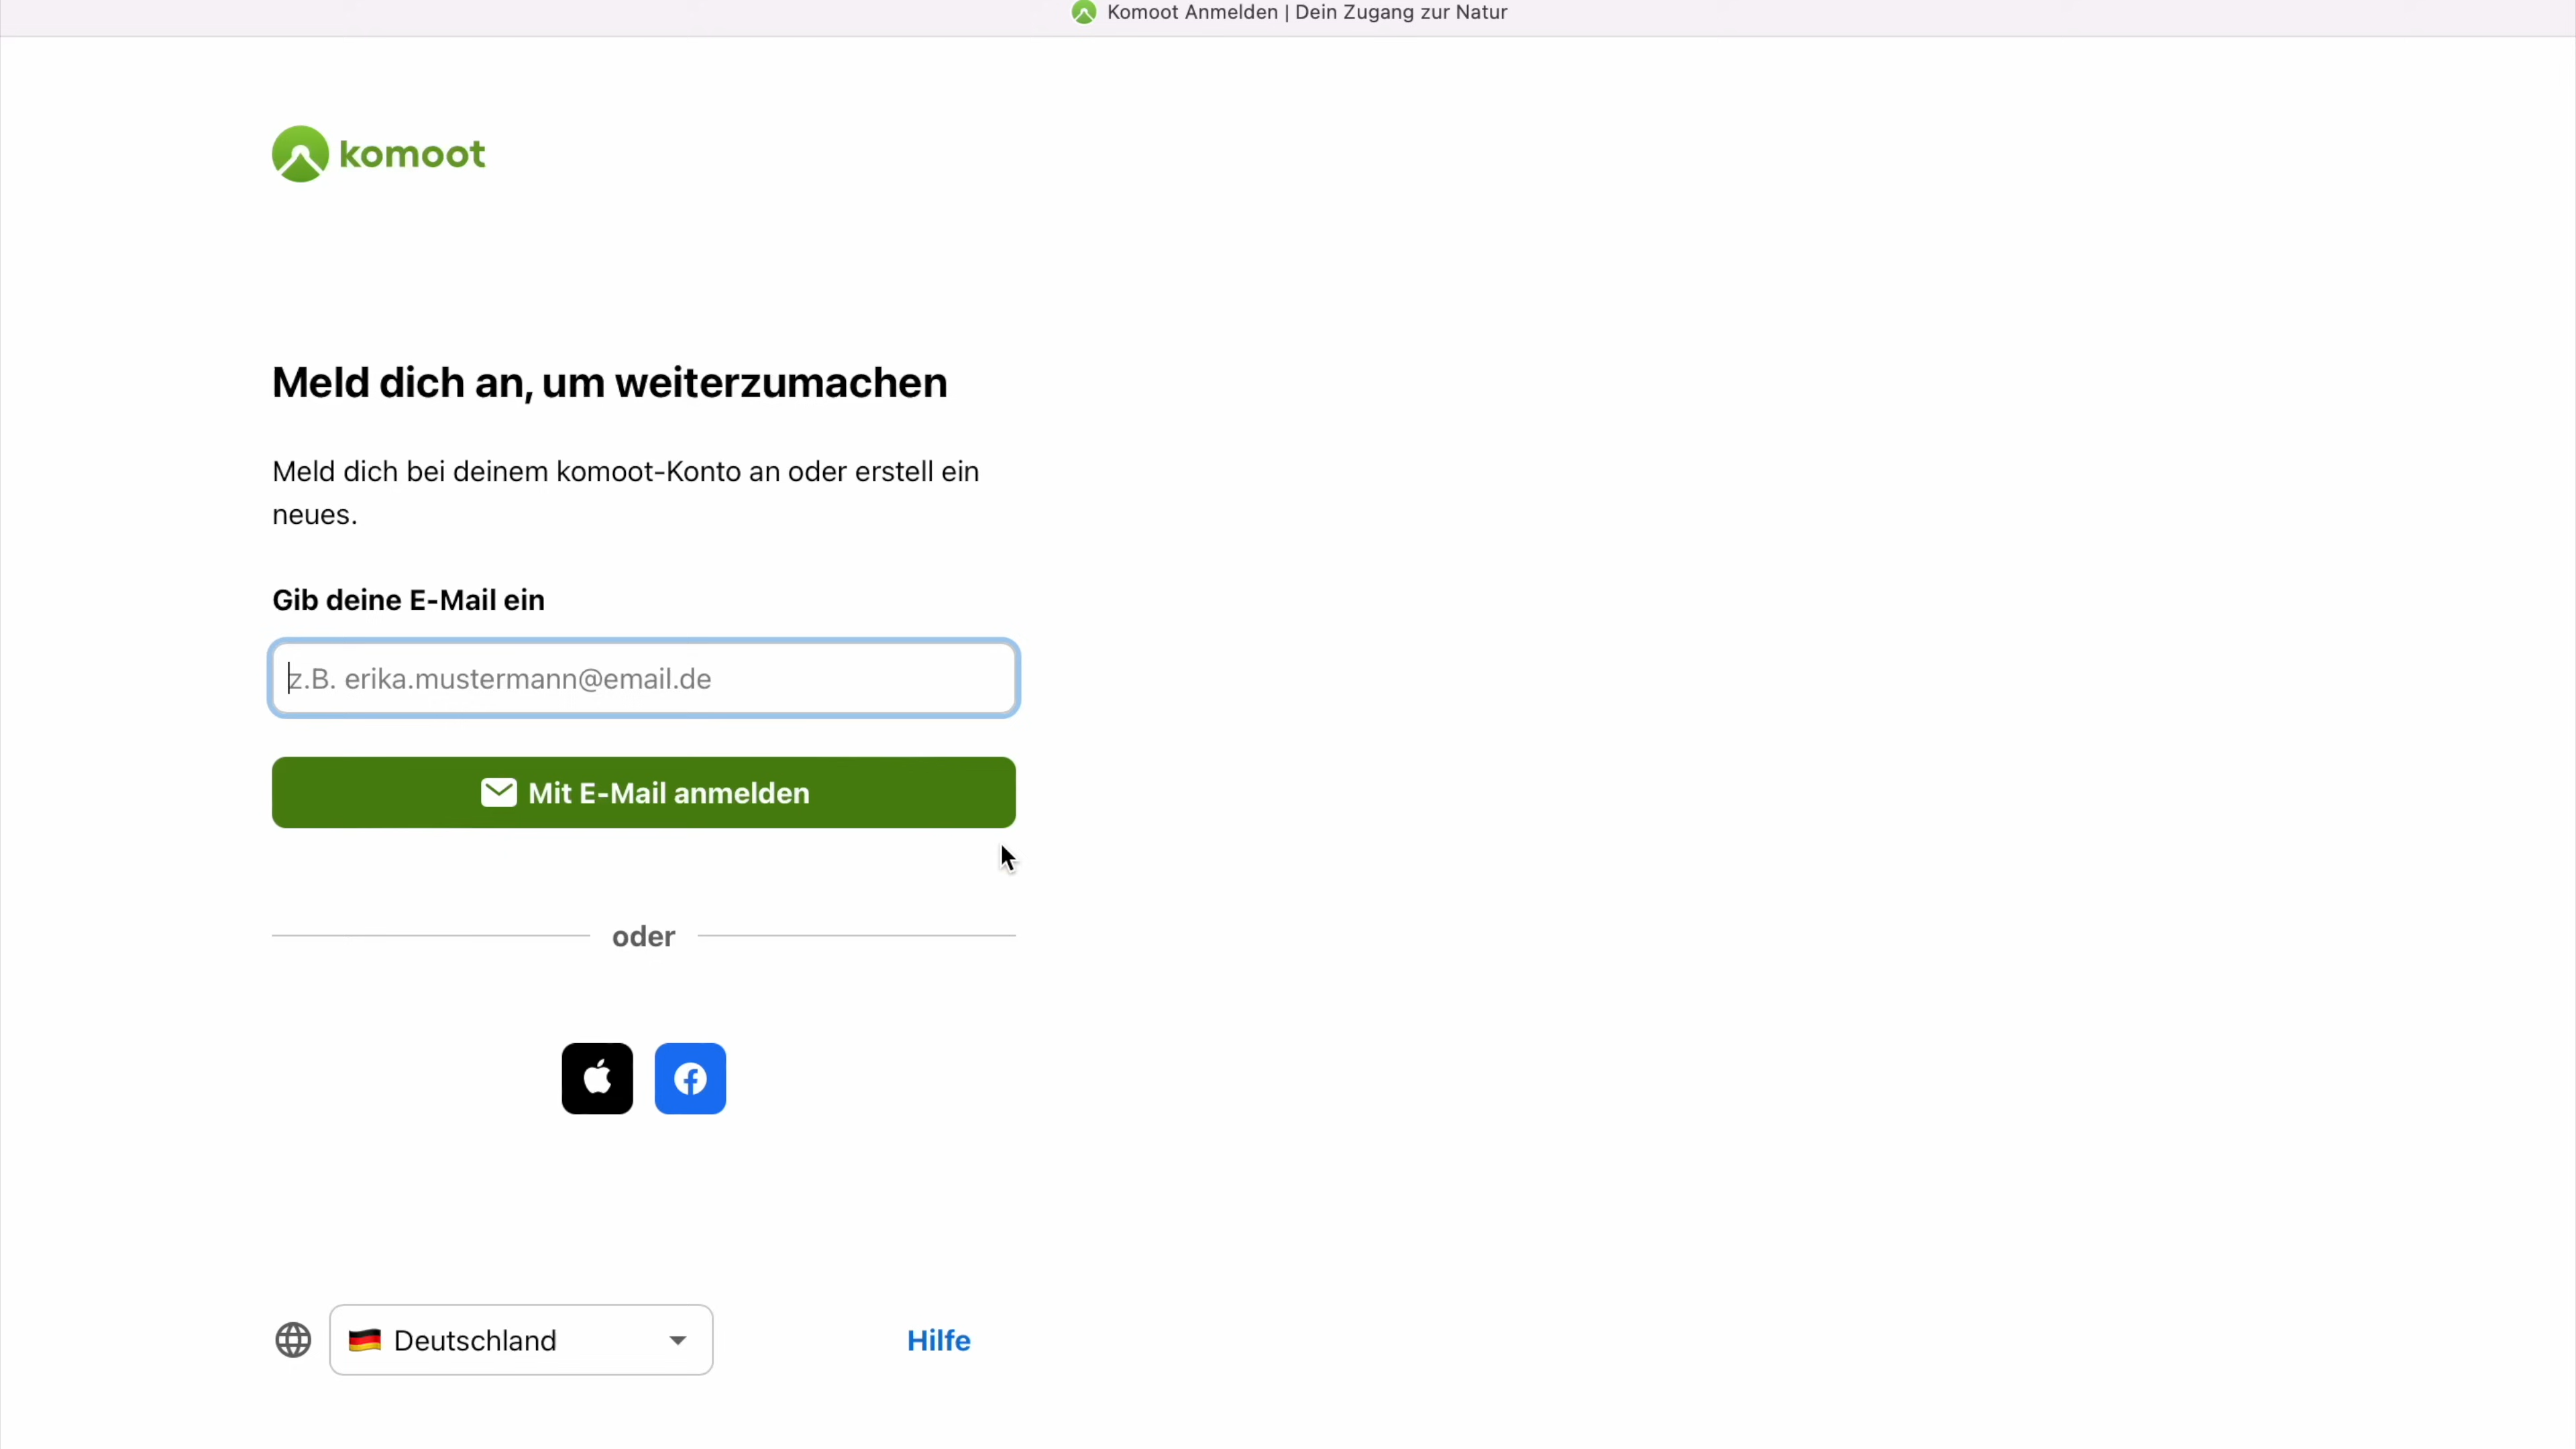 Komoot Anmelden | Dein Zugang zur Natur
komoot
Meld dich an, um weiterzumachen
Meld dich bei deinem komoot-Konto an oder erstell ein
neues.
Gib deine E-Mail ein
z.B. erika.mustermann@email.de
Mit E-Mail anmelden
oder
Deutschland
Hilfe